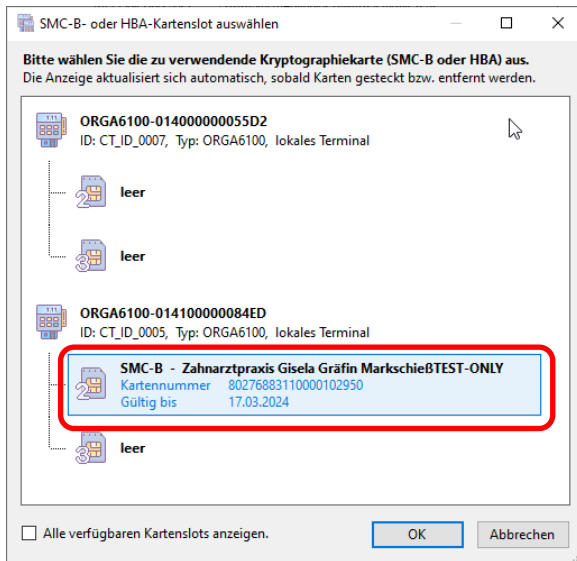 SMC-B- oder HBA-Kartenslot auswählen
Bitte wählen Sie die zu verwendende Kryptographiekarte (SMC-B oder HBA) aus.
Die Anzeige aktualisiert sich automatisch, sobald Karten gesteckt bzw. entfernt werden.
ORGA6100-014000000055D2
ID: CT_ID_0007, Typ: ORGA6100, lokales Terminal
2 leer
3 leer
ORGA6100-014100000084ED
ID: CT_ID_0005, Typ: ORGA6100, lokales Terminal
SMC-B - Zahnarztpraxis Gisela Gräfin MarkschießTEST-ONLY
2 Kartennummer 80276883110000102950
Gültig bis 17.03.2024
3 leer
Alle verfügbaren Kartenslots anzeigen.
OK Abbrechen